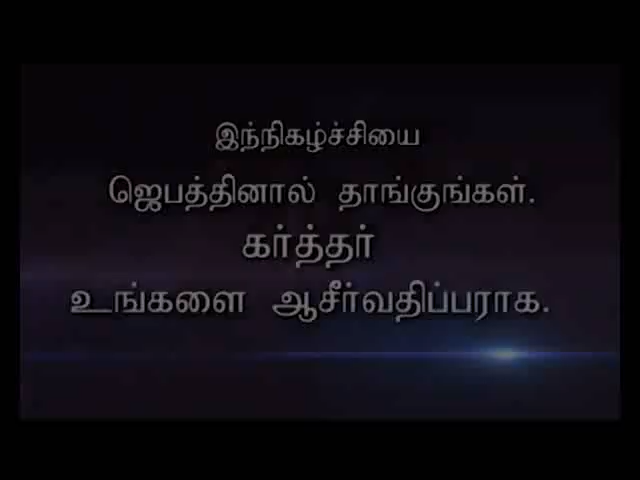 இந்நிகழ்ச்சியை
ஜெபத்தினால் தாங்குங்கள்.
கர்த்தர்
உங்களை ஆசீர்வதிப்பராக.